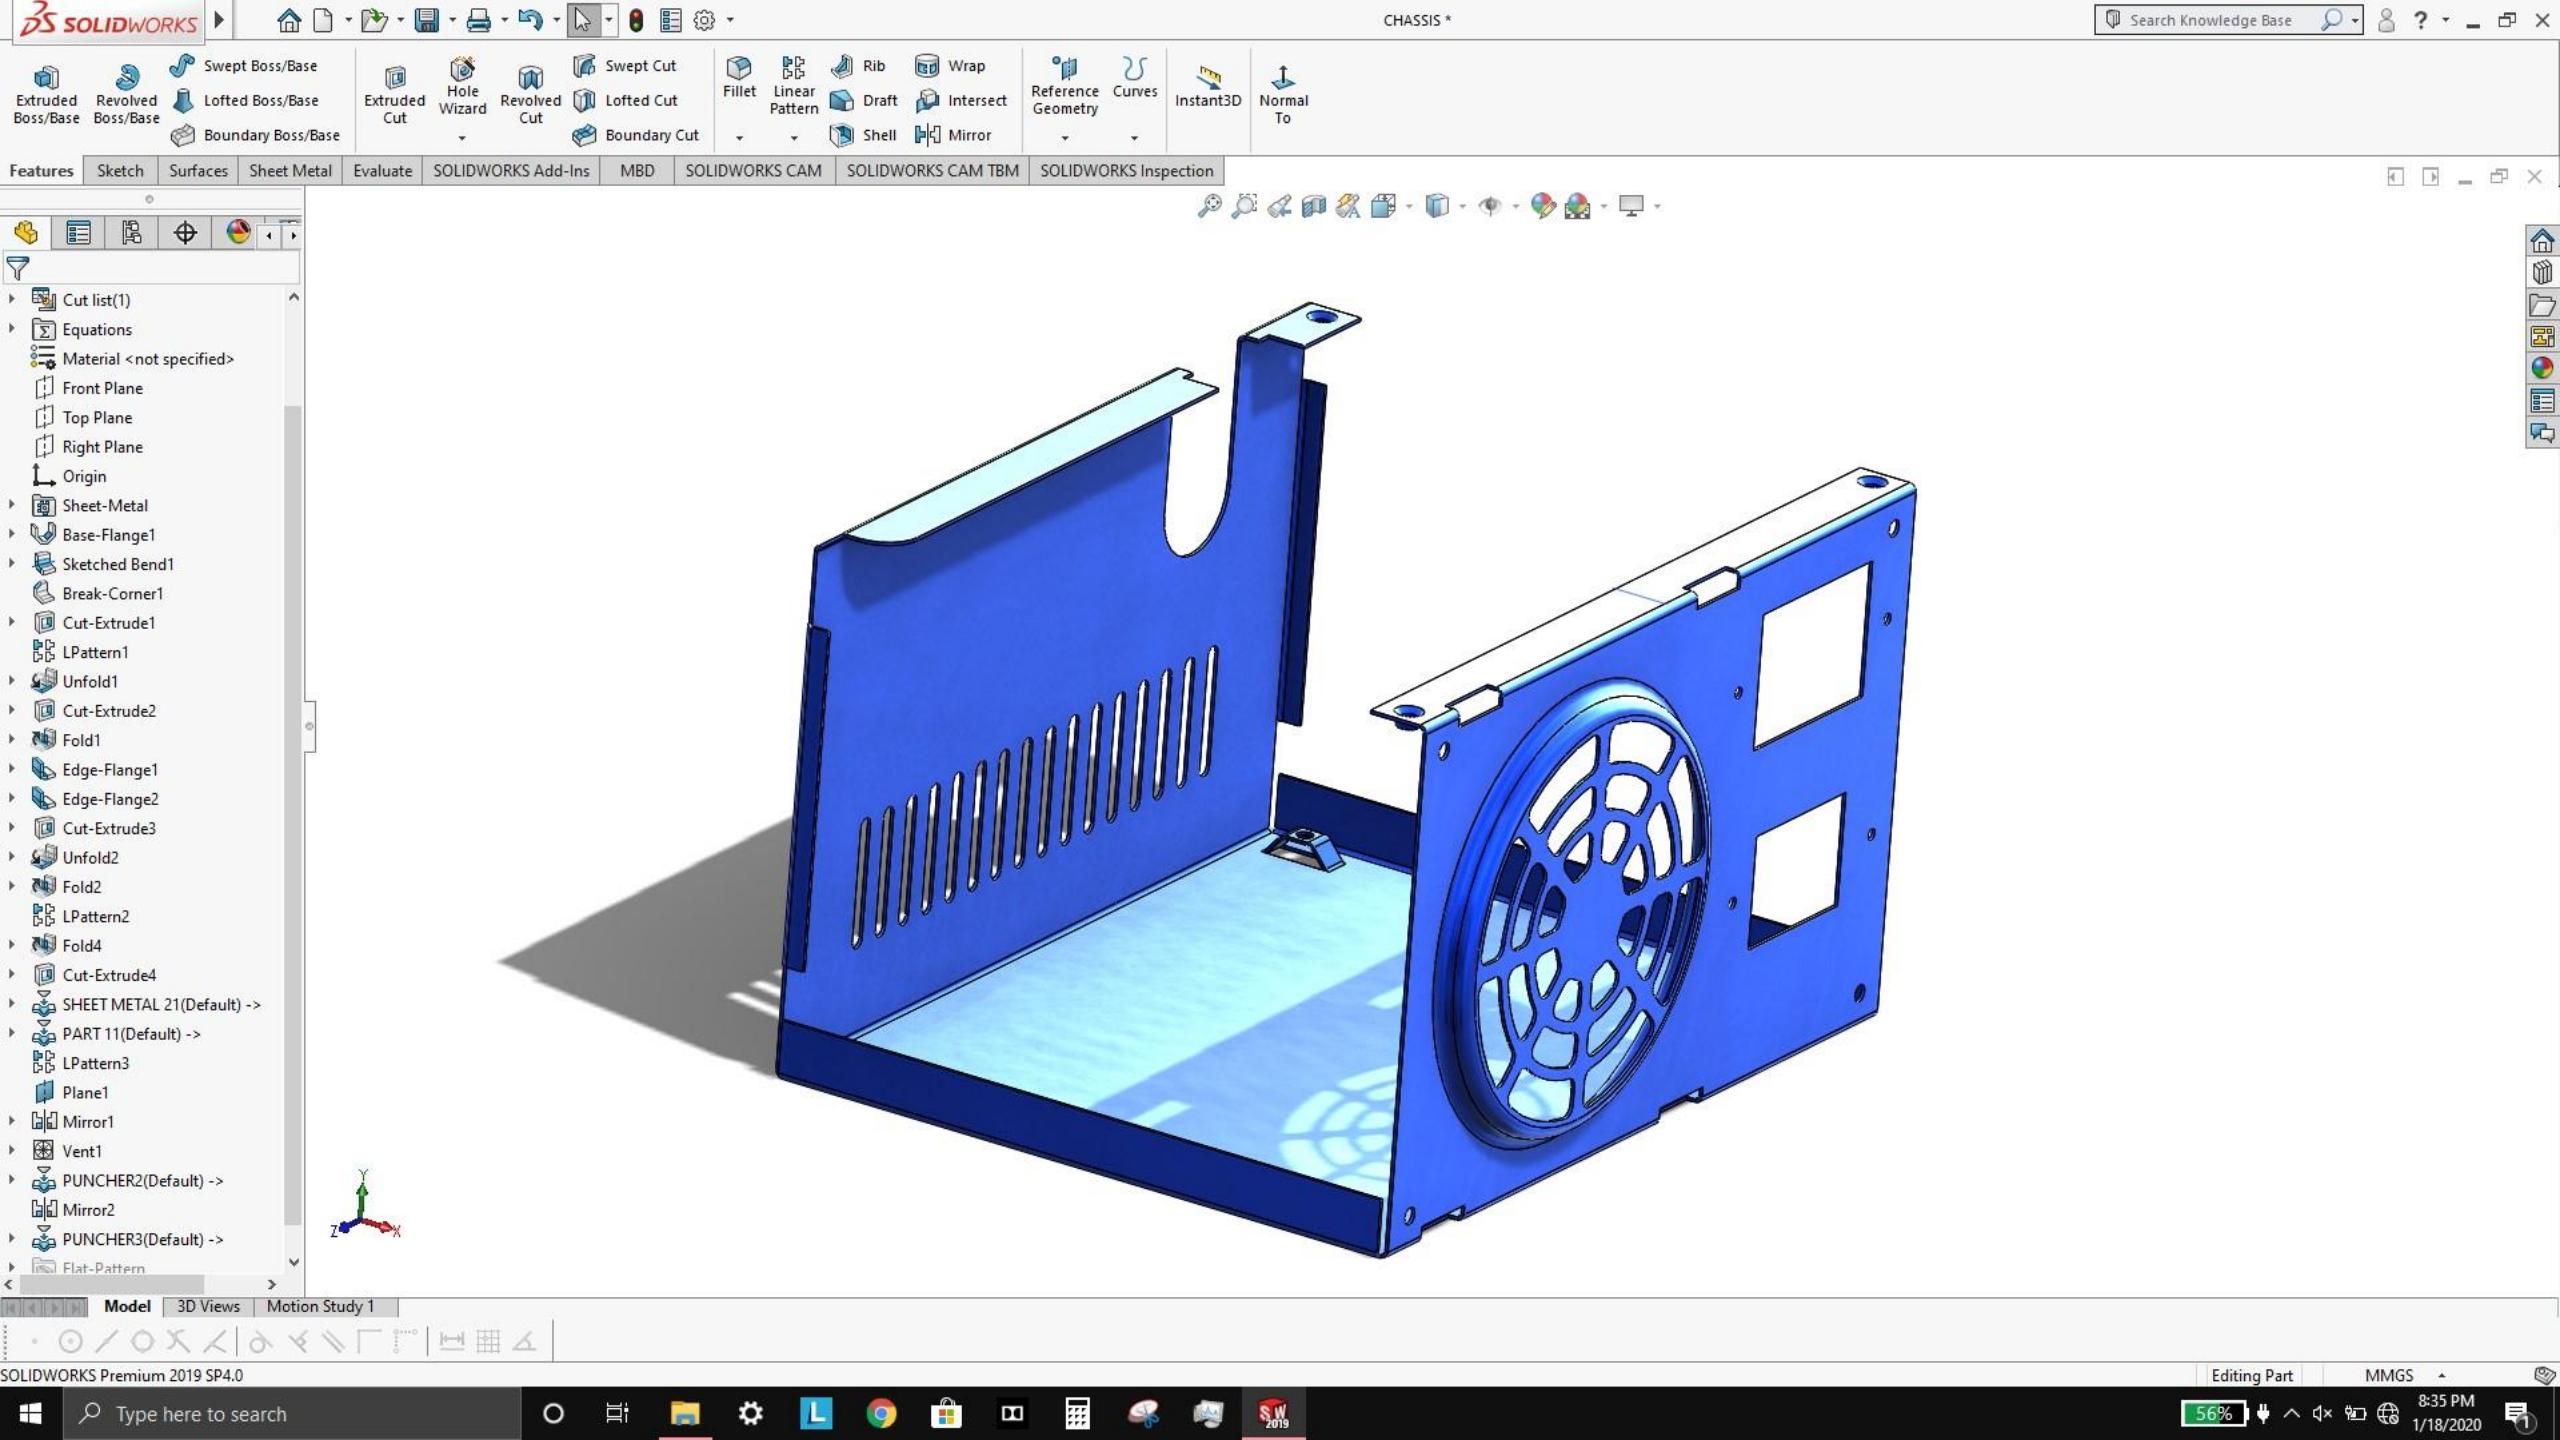 SOLIDWORKS
CHASSIS *
Search Knowledge Base
?
Extruded Boss/Base
Revolved Boss/Base
Swept Boss/Base
Lofted Boss/Base
Boundary Boss/Base
Extruded Cut
Hole Wizard
Revolved Cut
Swept Cut
Lofted Cut
Boundary Cut
Fillet
Linear Pattern
Rib
Draft
Shell
Wrap
Intersect
Mirror
Reference Geometry
Curves
Instant3D
Normal To
Features Sketch Surfaces Sheet Metal Evaluate SOLIDWORKS Add-Ins MBD SOLIDWORKS CAM SOLIDWORKS CAM TBM SOLIDWORKS Inspection
Cut list(1)
Equations
Material <not specified>
Front Plane
Top Plane
Right Plane
Origin
Sheet-Metal
Base-Flange1
Sketched Bend1
Break-Corner1
Cut-Extrude1
LPattern1
Unfold1
Cut-Extrude2
Fold1
Edge-Flange1
Edge-Flange2
Cut-Extrude3
Unfold2
Fold2
LPattern2
Fold4
Cut-Extrude4
SHEET METAL 21(Default) ->
PART 11(Default) ->
LPattern3
Plane1
Mirror1
Vent1
PUNCHER2(Default) ->
Mirror2
PUNCHER3(Default) ->
Flat-Pattern
Y
Z
X
Model 3D Views Motion Study 1
SOLIDWORKS Premium 2019 SP4.0
Editing Part
MMGS
Type here to search
L
SW 2019
56%
8:35 PM
1/18/2020
1